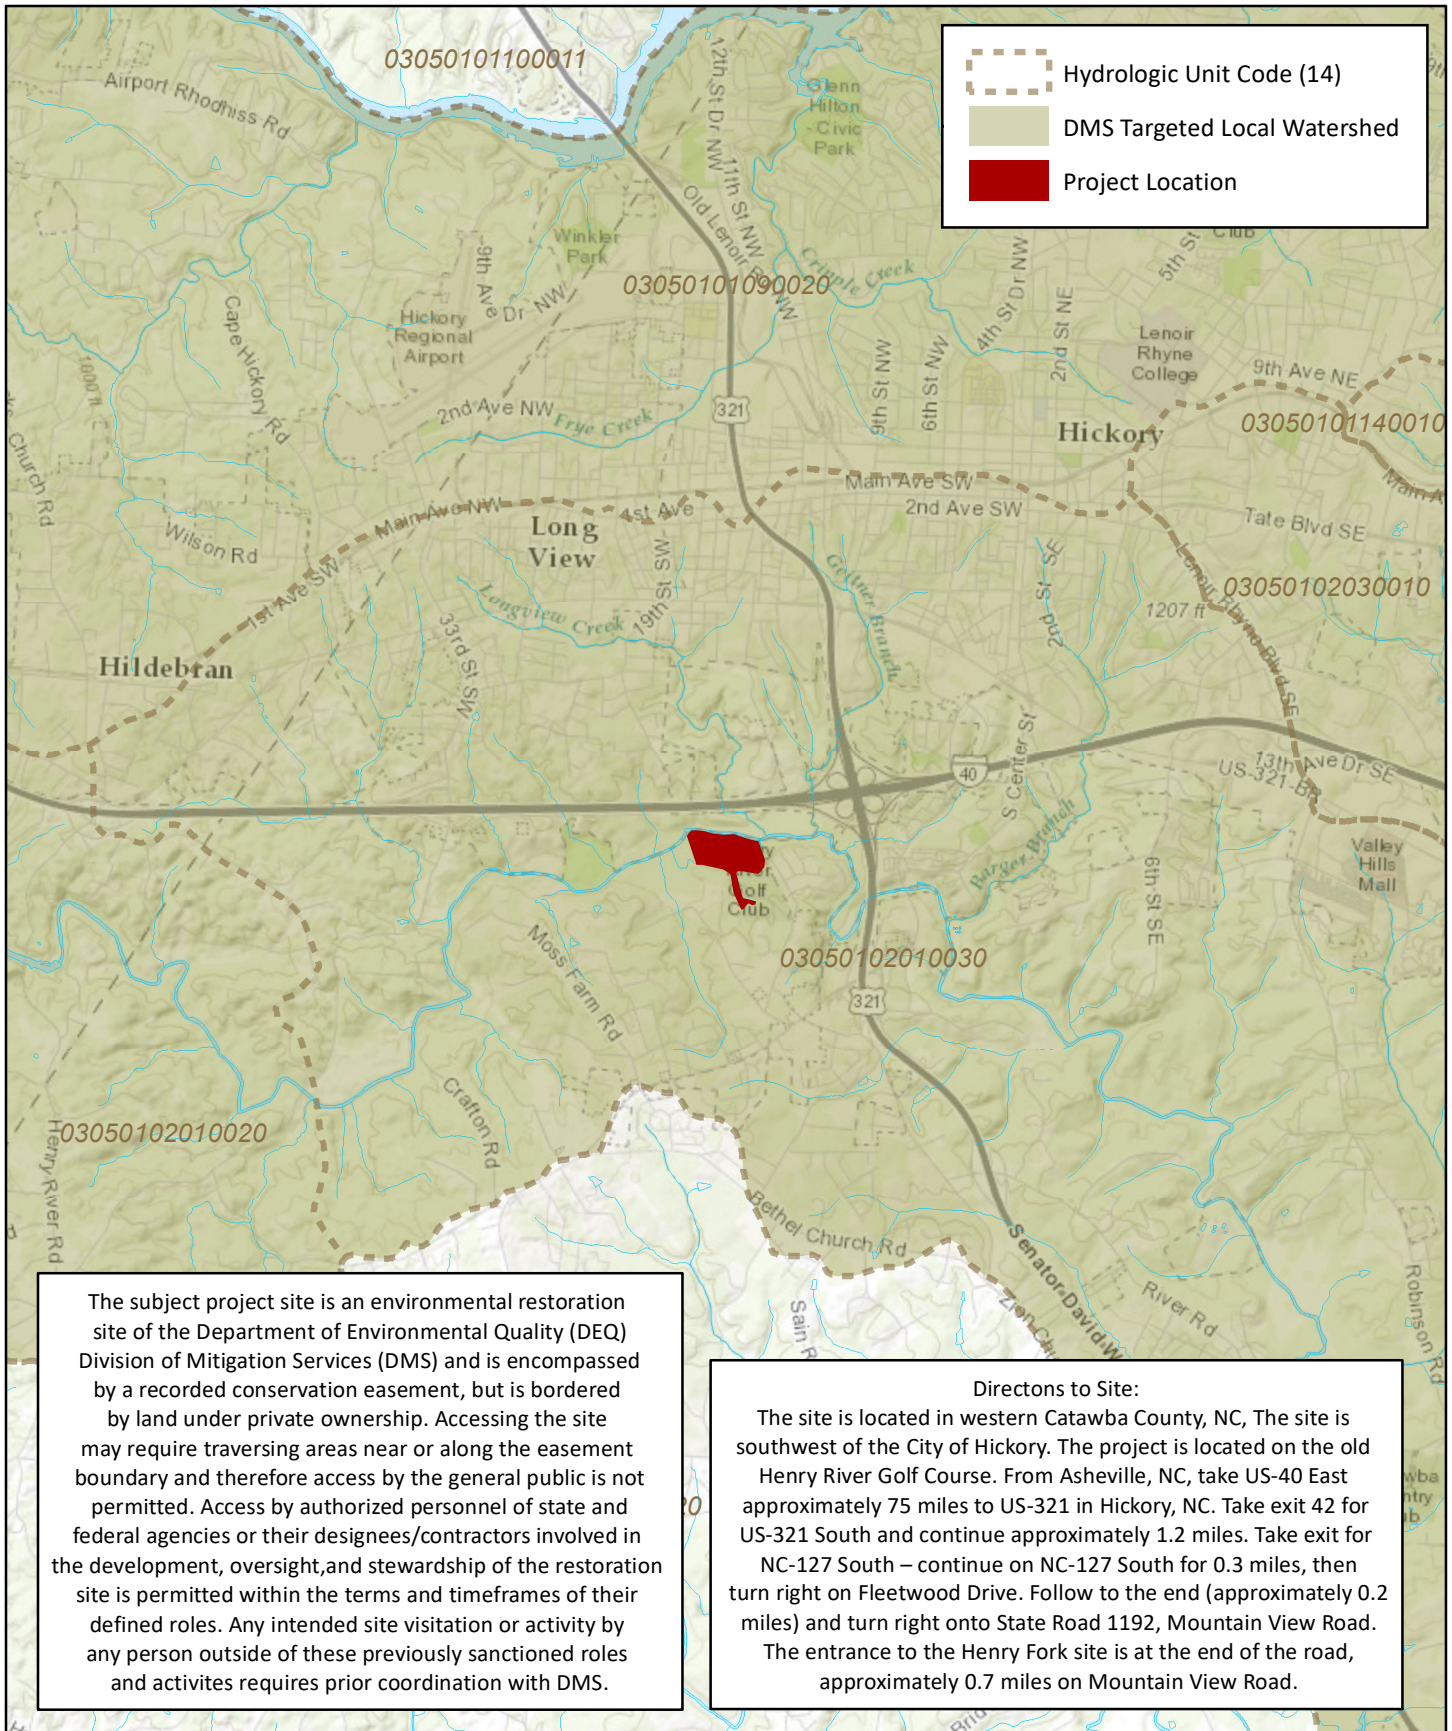 03050101100011
Airport Rhodhiss Rd
12th St Dr NW
Glenn
Hilton
Civic
Park
Hydrologic Unit Code (14)
DMS Targeted Local Watershed
Project Location
11th St NW
Old Lenoir Rd NW
Winkler
Park
9th Ave Dr NW
Cripple Creek
03050101090020
5th St
Club
4th St Dr NW
2nd St NE
Hickory
Regional
Airport
Cape Hickory Rd
1000 ft
Lenoir
Rhyne
College
9th St NW
6th St NW
9th Ave NE
2nd Ave NW
Frye Creek
321
Hickory
03050101140010
Church Rd
Main Ave SW
2nd Ave SW
Main A
Main Ave NW
1st Ave
Long
View
Wilson Rd
Tate Blvd SE
1st Ave SW
Longview Creek
19th St SW
Geitner Branch
2nd St SE
Lenoir Rhyne Blvd SE
03050102030010
1207 ft
33rd St SW
Hildebran
40
S Center St
13th Ave Dr SE
US-321-BR
Barger Branch
Valley
Hills
Mall
River
Golf
Club
6th St SE
Moss Farm Rd
03050102010030
321
Crafton Rd
03050102010020
Henry River Rd
Bethel Church Rd
Senator David W
River Rd
Robinson Rd
Sain R
Zion Chu
The subject project site is an environmental restoration
site of the Department of Environmental Quality (DEQ)
Division of Mitigation Services (DMS) and is encompassed
by a recorded conservation easement, but is bordered
by land under private ownership. Accessing the site
may require traversing areas near or along the easement
boundary and therefore access by the general public is not
permitted. Access by authorized personnel of state and
federal agencies or their designees/contractors involved in
the development, oversight,and stewardship of the restoration
site is permitted within the terms and timeframes of their
defined roles. Any intended site visitation or activity by
any person outside of these previously sanctioned roles
and activites requires prior coordination with DMS.
20
Directons to Site:
The site is located in western Catawba County, NC, The site is
southwest of the City of Hickory. The project is located on the old
Henry River Golf Course. From Asheville, NC, take US-40 East
approximately 75 miles to US-321 in Hickory, NC. Take exit 42 for
US-321 South and continue approximately 1.2 miles. Take exit for
NC-127 South – continue on NC-127 South for 0.3 miles, then
turn right on Fleetwood Drive. Follow to the end (approximately 0.2
miles) and turn right onto State Road 1192, Mountain View Road.
The entrance to the Henry Fork site is at the end of the road,
approximately 0.7 miles on Mountain View Road.
wba
ntry
ub
Brid